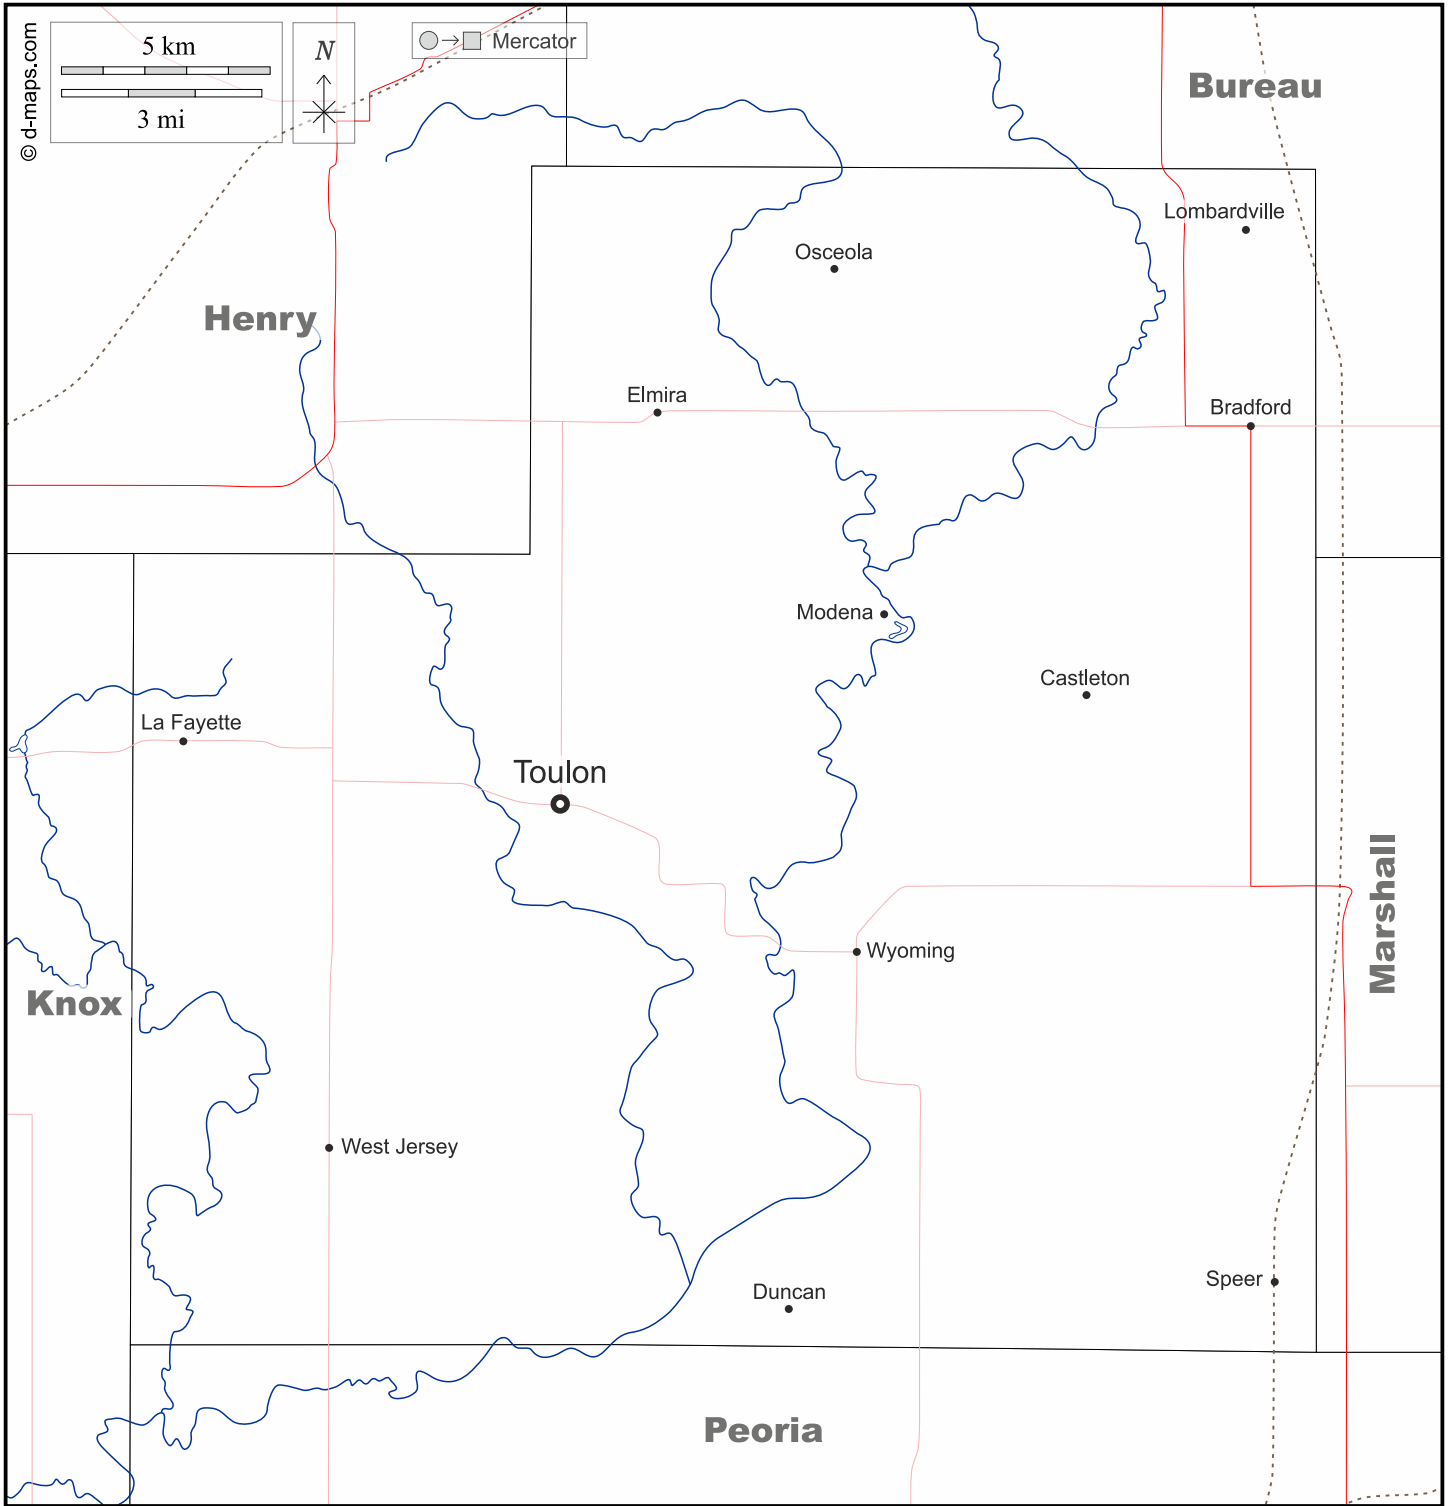 © d-maps.com
5 km
3 mi
N
Mercator
Bureau
Lombardville
Osceola
Henry
Elmira
Bradford
Modena
Castleton
La Fayette
Toulon
Marshall
Wyoming
Knox
West Jersey
Speer
Duncan
Peoria